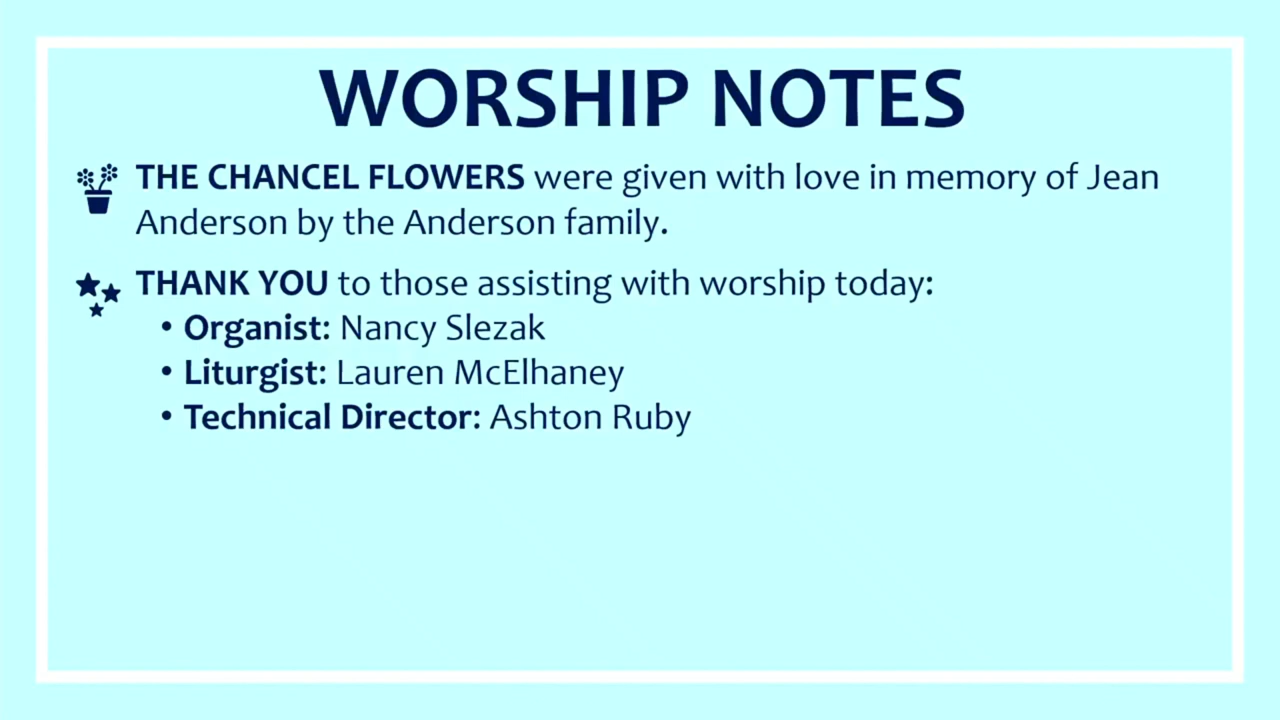 WORSHIP NOTES
THE CHANCEL FLOWERS were given with love in memory of Jean
Anderson by the Anderson family.
THANK YOU to those assisting with worship today:
• Organist: Nancy Slezak
• Liturgist: Lauren McElhaney
• Technical Director: Ashton Ruby